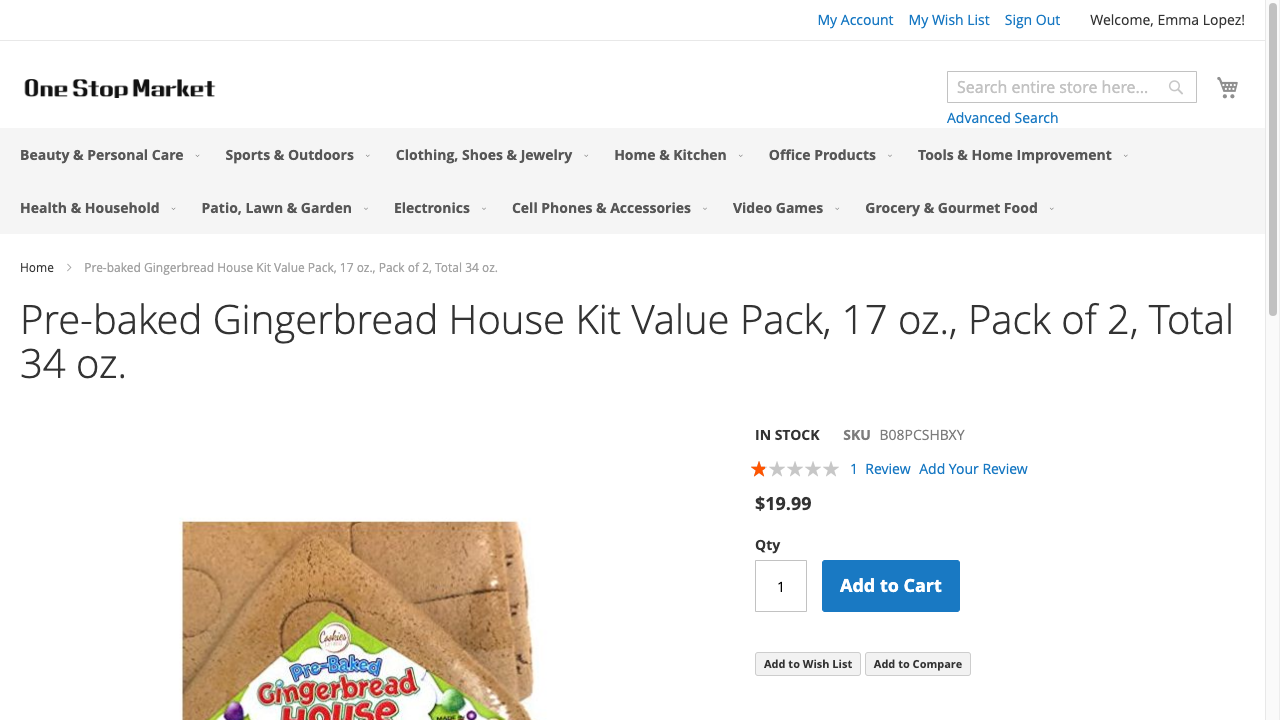 My Account My Wish List Sign Out Welcome, Emma Lopez!
One Stop Market
Search entire store here...
Advanced Search
Beauty & Personal Care Sports & Outdoors Clothing, Shoes & Jewelry Home & Kitchen Office Products Tools & Home Improvement
Health & Household Patio, Lawn & Garden Electronics Cell Phones & Accessories Video Games Grocery & Gourmet Food
Home Pre-baked Gingerbread House Kit Value Pack, 17 oz., Pack of 2, Total 34 oz.
Pre-baked Gingerbread House Kit Value Pack, 17 oz., Pack of 2, Total
34 oz.
IN STOCK SKU B08PCSHBXY
1 Review Add Your Review
$19.99
Qty
1 Add to Cart
Add to Wish List Add to Compare
Cookies
Pre-Baked
Gingerbread
HOUSE
MADE IN